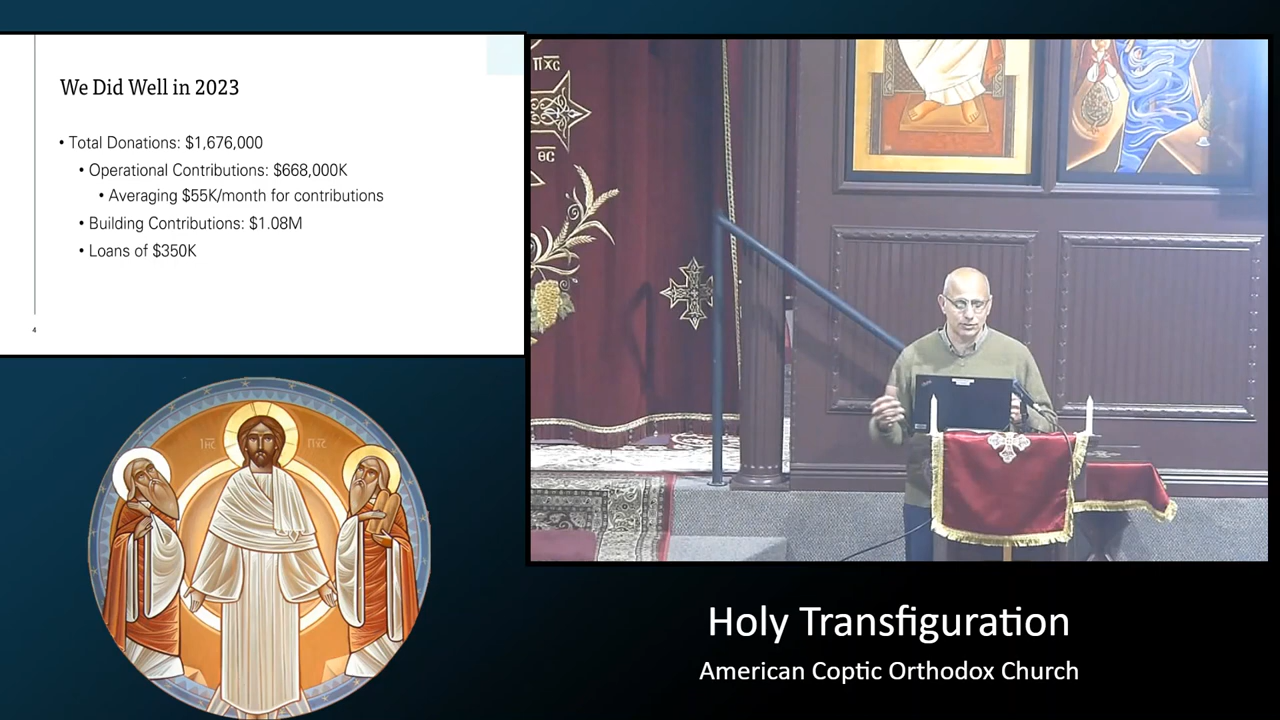 We Did Well in 2023
• Total Donations: $1,676,000
• Operational Contributions: $668,000K
• Averaging $55K/month for contributions
• Building Contributions: $1.08M
• Loans of $350K
4
Π̅Χ̅C̅
Θ̅C̅
Ι̅Η̅C̅
Π̅Χ̅C̅
Holy Transfiguration
American Coptic Orthodox Church